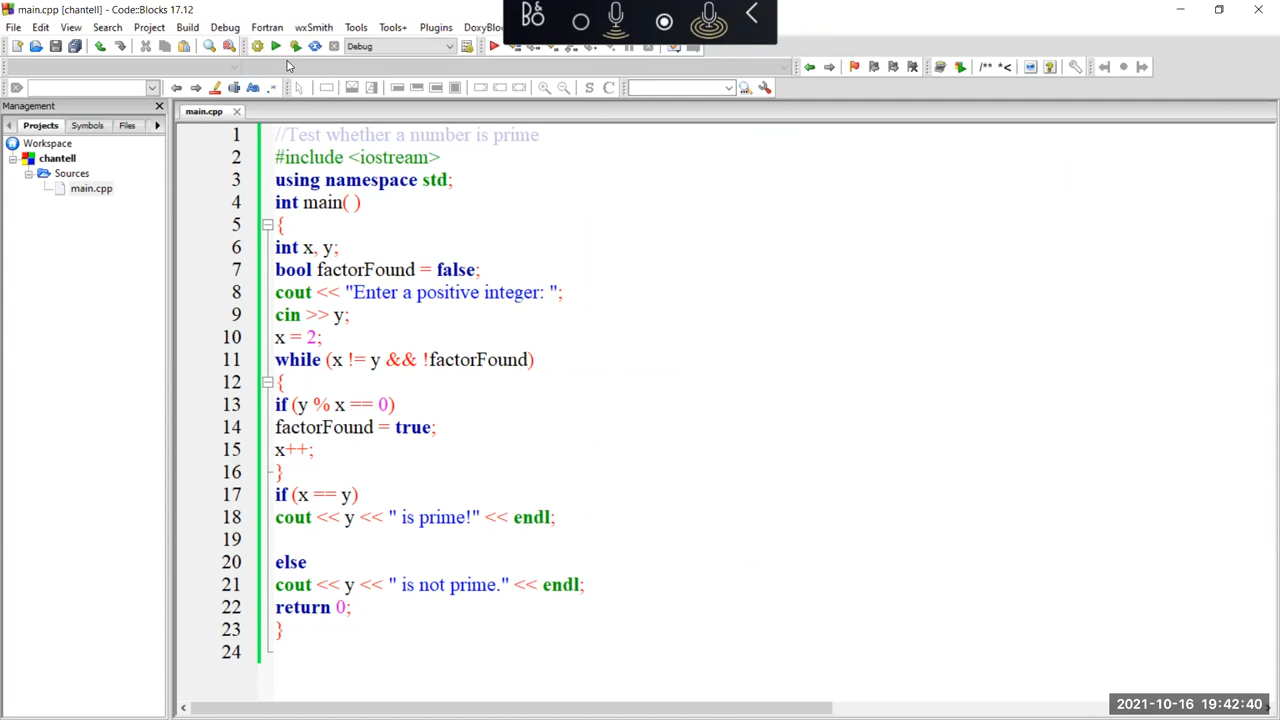 main.cpp [chantell] - Code::Blocks 17.12
File Edit View Search Project Build Debug Fortran wxSmith Tools Tools+ Plugins DoxyBlo
B&O
Debug
/** *<
S C
Management
main.cpp
Projects Symbols Files
Workspace
chantell
Sources
main.cpp
1 //Test whether a number is prime
2 #include <iostream>
3 using namespace std;
4 int main( )
5 {
6 int x, y;
7 bool factorFound = false;
8 cout << "Enter a positive integer: ";
9 cin >> y;
10 x = 2;
11 while (x != y && !factorFound)
12 {
13 if (y % x == 0)
14 factorFound = true;
15 x++;
16 }
17 if (x == y)
18 cout << y << " is prime!" << endl;
19
20 else
21 cout << y << " is not prime." << endl;
22 return 0;
23 }
24
2021-10-16 19:42:40